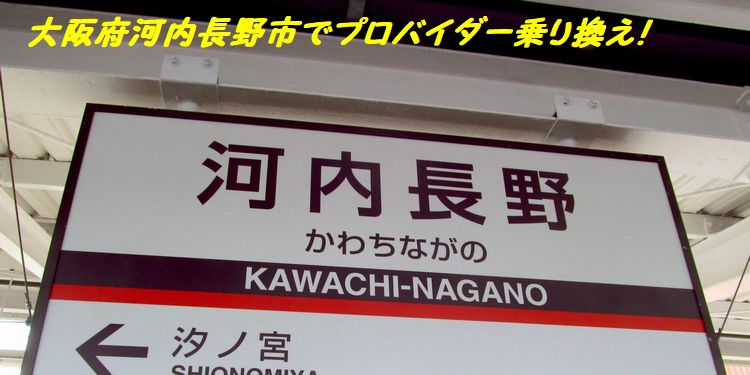 大阪府河内長野市でプロバイダー乗り換え!
河内長野
かわちながの
KAWACHI-NAGANO
汐ノ宮
SHIONOMIYA